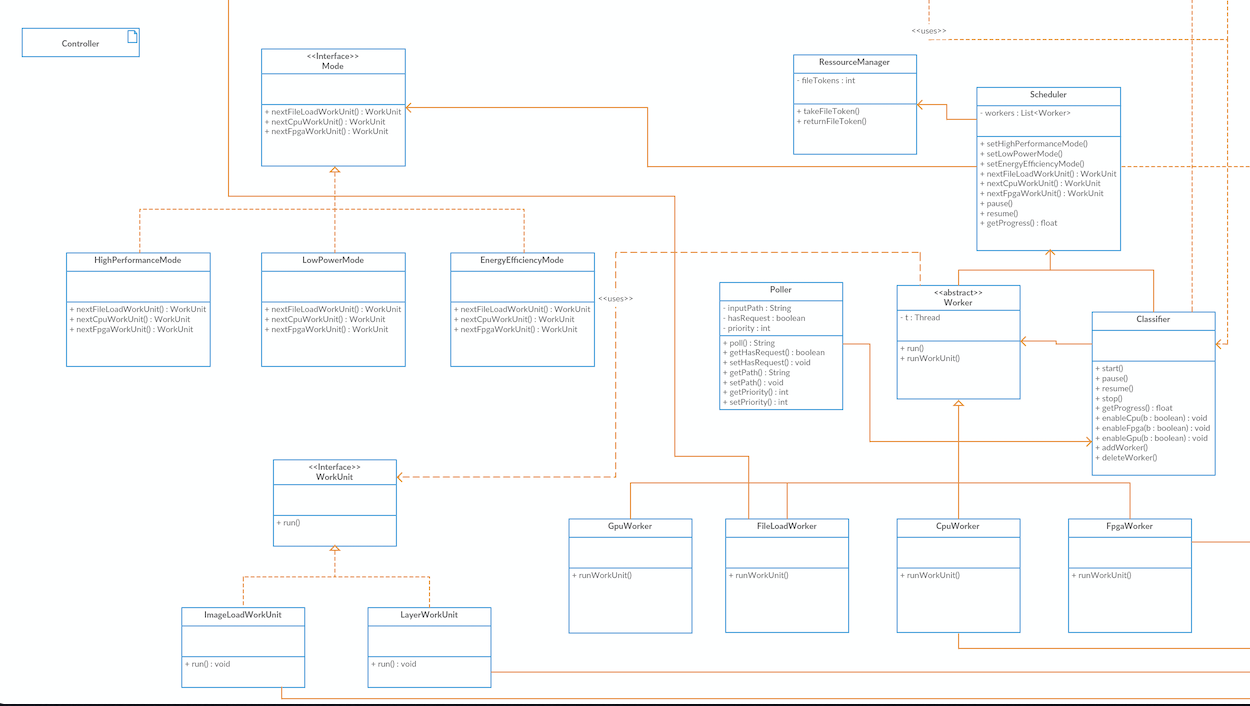 Controller
<<Interface>>
Mode
+ nextFileLoadWorkUnit() : WorkUnit
+ nextCpuWorkUnit() : WorkUnit
+ nextFpgaWorkUnit() : WorkUnit
<<uses>>
RessourceManager
- fileTokens : int
+ takeFileToken()
+ returnFileToken()
Scheduler
- workers : List<Worker>
+ setHighPerformanceMode()
+ setLowPowerMode()
+ setEnergyEfficiencyMode()
+ nextFileLoadWorkUnit() : WorkUnit
+ nextCpuWorkUnit() : WorkUnit
+ nextFpgaWorkUnit() : WorkUnit
+ pause()
+ resume()
+ getProgress() : float
HighPerformanceMode
+ nextFileLoadWorkUnit() : WorkUnit
+ nextCpuWorkUnit() : WorkUnit
+ nextFpgaWorkUnit() : WorkUnit
LowPowerMode
+ nextFileLoadWorkUnit() : WorkUnit
+ nextCpuWorkUnit() : WorkUnit
+ nextFpgaWorkUnit() : WorkUnit
EnergyEfficiencyMode
+ nextFileLoadWorkUnit() : WorkUnit
+ nextCpuWorkUnit() : WorkUnit
+ nextFpgaWorkUnit() : WorkUnit
<<uses>>
Poller
- inputPath : String
- hasRequest : boolean
- priority : int
+ poll() : String
+ getHasRequest() : boolean
+ setHasRequest() : void
+ getPath() : String
+ setPath() : void
+ getPriority() : int
+ setPriority() : int
<<abstract>>
Worker
- t : Thread
+ run()
+ runWorkUnit()
Classifier
+ start()
+ pause()
+ resume()
+ stop()
+ getProgress() : float
+ enableCpu(b : boolean) : void
+ enableFpga(b : boolean) : void
+ enableGpu(b : boolean) : void
+ addWorker()
+ deleteWorker()
<<Interface>>
WorkUnit
+ run()
GpuWorker
+ runWorkUnit()
FileLoadWorker
+ runWorkUnit()
CpuWorker
+ runWorkUnit()
FpgaWorker
+ runWorkUnit()
ImageLoadWorkUnit
+ run() : void
LayerWorkUnit
+ run() : void